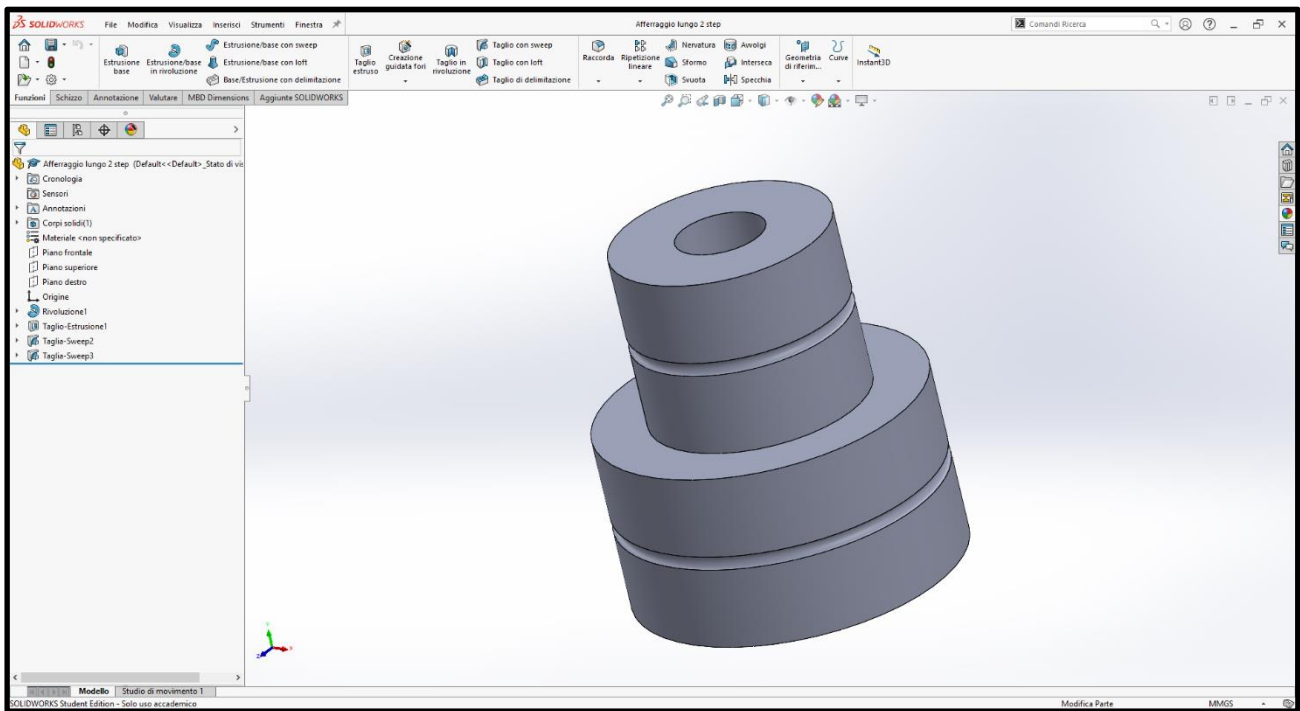 SOLIDWORKS File Modifica Visualizza Inserisci Strumenti Finestra Afferraggio lungo 2 step Comandi Ricerca
Estrusione base
Estrusione/base in rivoluzione
Estrusione/base con sweep
Estrusione/base con loft
Base/Estrusione con delimitazione
Taglio estruso
Creazione guidata fori
Taglio in rivoluzione
Taglio con sweep
Taglio con loft
Taglio di delimitazione
Raccorda
Ripetizione lineare
Nervatura
Sformo
Svuota
Avvolgi
Interseca
Specchia
Geometria di riferim...
Curve
Instant3D
Funzioni Schizzo Annotazione Valutare MBD Dimensions Aggiunte SOLIDWORKS
Afferraggio lungo 2 step (Default<<Default>_Stato di vis
Cronologia
Sensori
Annotazioni
Corpi solidi(1)
Materiale <non specificato>
Piano frontale
Piano superiore
Piano destro
Origine
Rivoluzione1
Taglio-Estrusione1
Taglia-Sweep2
Taglia-Sweep3
Modello Studio di movimento 1
SOLIDWORKS Student Edition - Solo uso accademico Modifica Parte MMGS